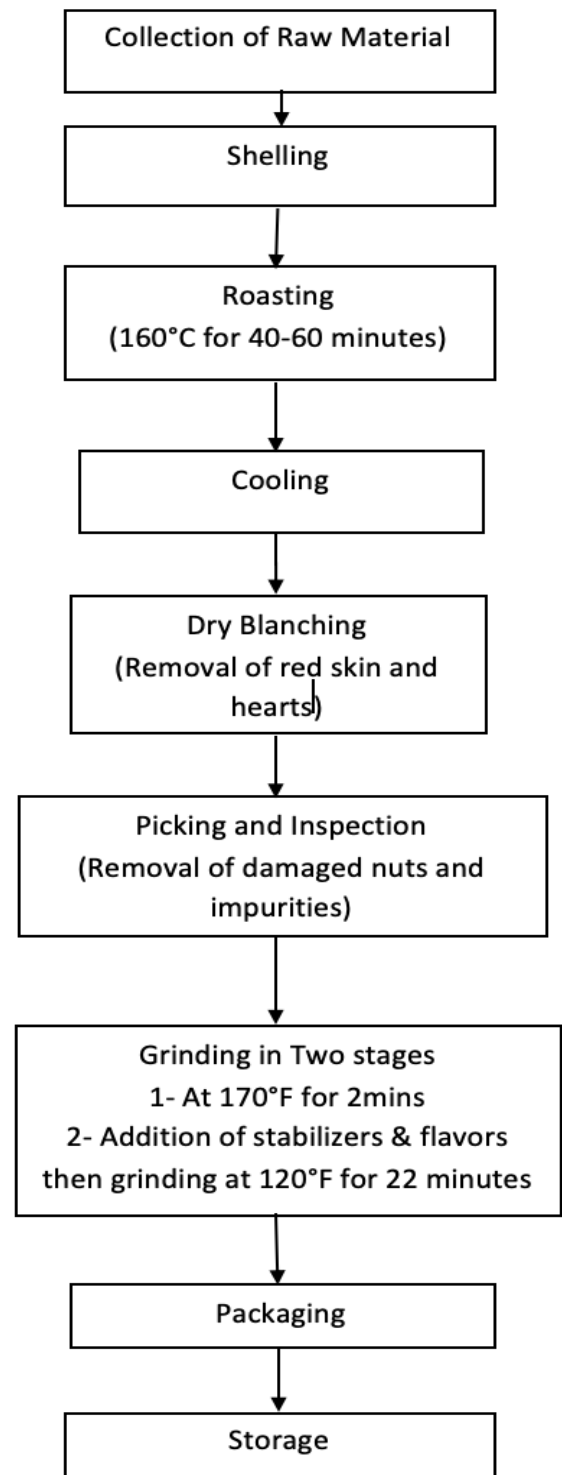 Collection of Raw Material
Shelling
Roasting
(160°C for 40-60 minutes)
Cooling
Dry Blanching
(Removal of red skin and
hearts)
Picking and Inspection
(Removal of damaged nuts and
impurities)
Grinding in Two stages
1- At 170°F for 2mins
2- Addition of stabilizers & flavors
then grinding at 120°F for 22 minutes
Packaging
Storage